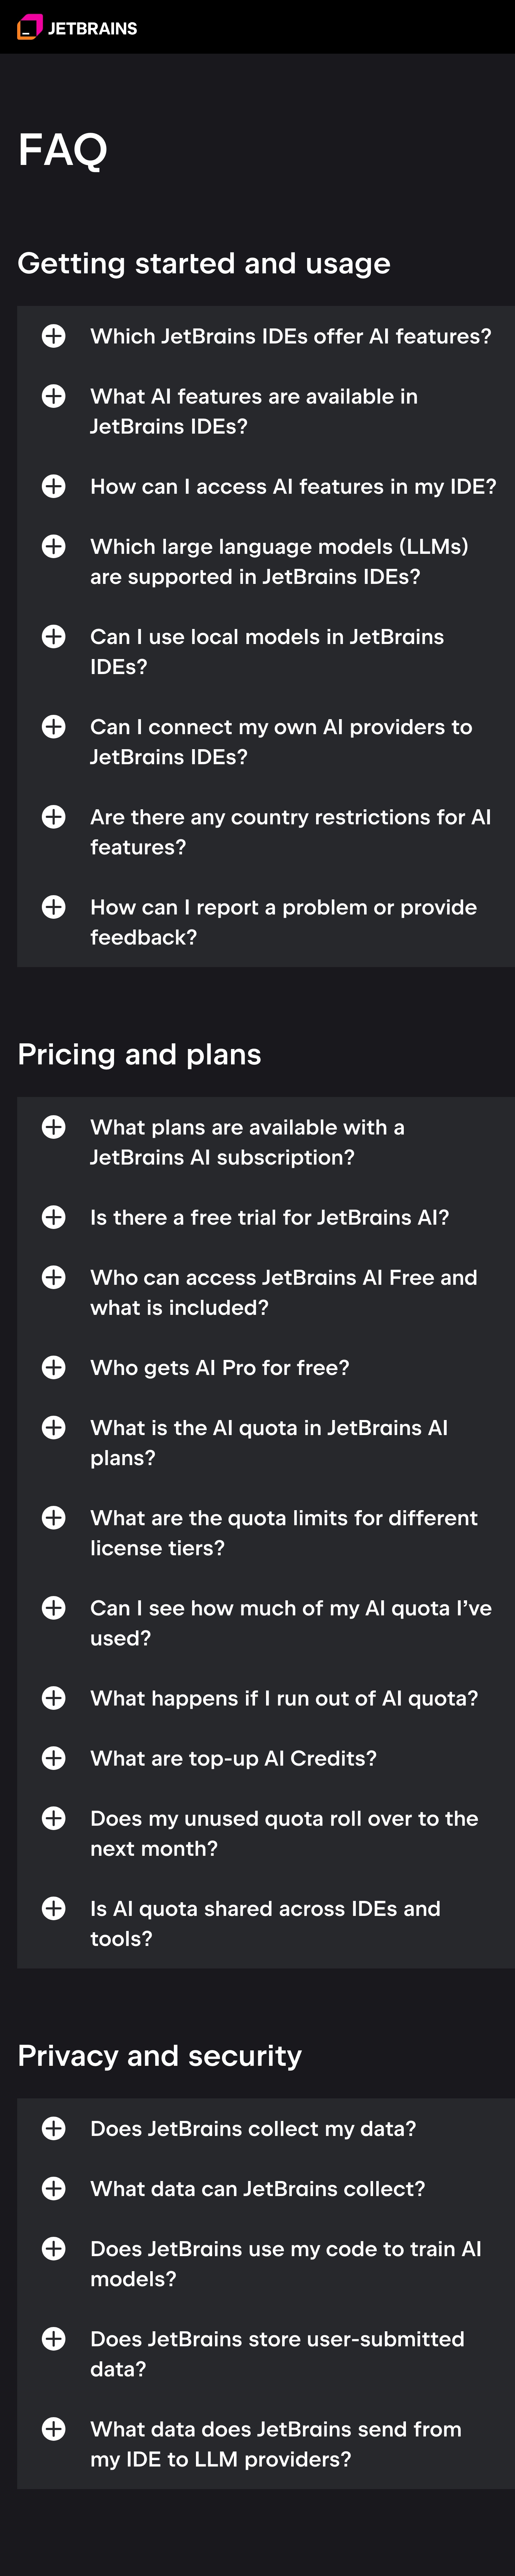 JETBRAINS
FAQ
Getting started and usage
Which JetBrains IDEs offer AI features?
What AI features are available in
JetBrains IDEs?
How can I access AI features in my IDE?
Which large language models (LLMs)
are supported in JetBrains IDEs?
Can I use local models in JetBrains
IDEs?
Can I connect my own AI providers to
JetBrains IDEs?
Are there any country restrictions for AI
features?
How can I report a problem or provide
feedback?
Pricing and plans
What plans are available with a
JetBrains AI subscription?
Is there a free trial for JetBrains AI?
Who can access JetBrains AI Free and
what is included?
Who gets AI Pro for free?
What is the AI quota in JetBrains AI
plans?
What are the quota limits for different
license tiers?
Can I see how much of my AI quota I’ve
used?
What happens if I run out of AI quota?
What are top-up AI Credits?
Does my unused quota roll over to the
next month?
Is AI quota shared across IDEs and
tools?
Privacy and security
Does JetBrains collect my data?
What data can JetBrains collect?
Does JetBrains use my code to train AI
models?
Does JetBrains store user-submitted
data?
What data does JetBrains send from
my IDE to LLM providers?